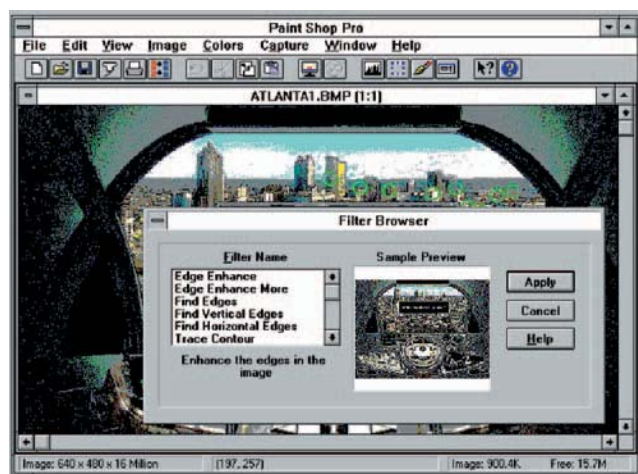 Paint Shop Pro
File Edit View Image Colors Capture Window Help
ATLANTA1.BMP (1:1)
Filter Browser
Filter Name
Sample Preview
Edge Enhance
Edge Enhance More
Find Edges
Find Vertical Edges
Find Horizontal Edges
Trace Contour
Enhance the edges in the
image
Apply
Cancel
Help
Image: 640 x 480 x 16 Million (197, 257) Image: 900.4K Free: 15.7M